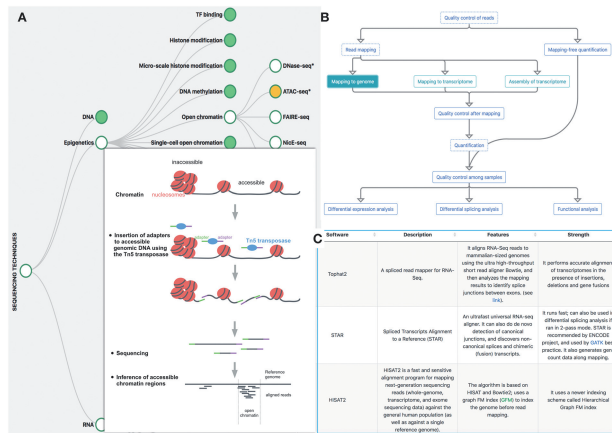 A
SEQUENCING TECHNIQUES
DNA
Epigenetics
RNA
TF binding
Histone modification
Micro-scale histone modification
DNA methylation
Open chromatin
Single-cell open chromatin
DNase-seq*
ATAC-seq*
FAIRE-seq
NicE-seq
inaccessible
accessible
Chromatin
nucleosomes
• Insertion of adapters
to accessible
genomic DNA using
the Tn5 transposase
adapter
adapter
Tn5 transposase
• Sequencing
• Inference of accessible
chromatin regions
Reference
genome
aligned reads
open
chromatin
B
Quality control of reads
Read mapping
Mapping-free quantification
Mapping to genome
Mapping to transcriptome
Assembly of transcriptome
Quality control after mapping
Quantification
Quality control among samples
Differential expression analysis
Differential splicing analysis
Functional analysis
C
Software
Description
Features
Strength
Tophat2
A spliced read mapper for RNA-
Seq.
It aligns RNA-Seq reads to
mammalian-sized genomes
using the ultra high-throughput
short read aligner Bowtie, and
then analyzes the mapping
results to identify splice
junctions between exons. (see
link).
It performs accurate alignment
of transcriptomes in the
presence of insertions,
deletions and gene fusions
STAR
Spliced Transcripts Alignment to
a Reference (STAR)
An ultrafast universal RNA-seq
aligner. It can also do de novo
detection of canonical
junctions, and discovers non-
canonical splices and chimeric
(fusion) transcripts.
It runs fast; can also be used in
differential splicing analysis if
ran in 2-pass mode. STAR is
recommended by ENCODE
project, and used by GATK best
practice. It also generates gene
count data along mapping.
HISAT2
HISAT2 is a fast and sensitive
alignment program for mapping
next-generation sequencing
reads (whole-genome,
transcriptome, and exome
sequencing data) against the
general human population (as
well as against a single
reference genome).
The algorithm is based on
HISAT and Bowtie2; uses a
graph FM index (GFM) to index
the genome before read
mapping.
It uses a newer indexing
scheme called Hierarchical
Graph FM index